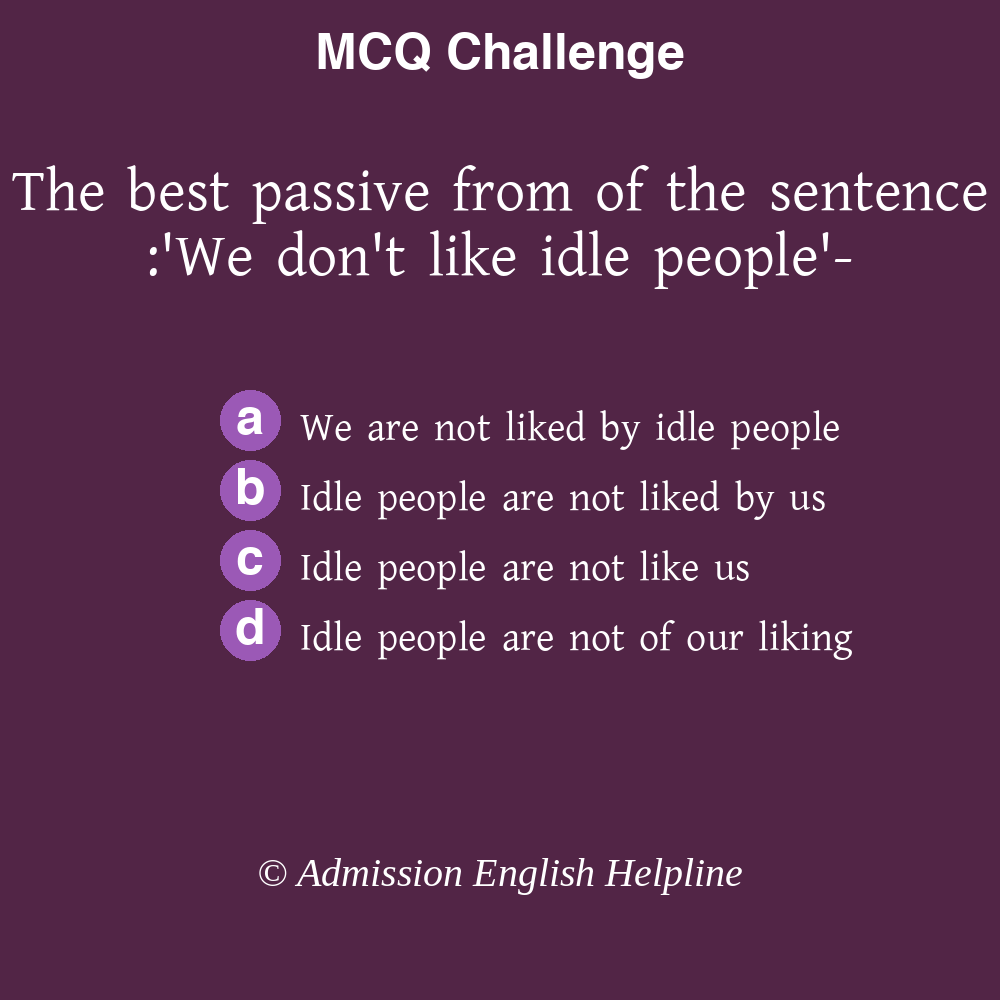 MCQ Challenge
The best passive from of the sentence
:'We don't like idle people'-
a We are not liked by idle people
b Idle people are not liked by us
c Idle people are not like us
d Idle people are not of our liking
© Admission English Helpline